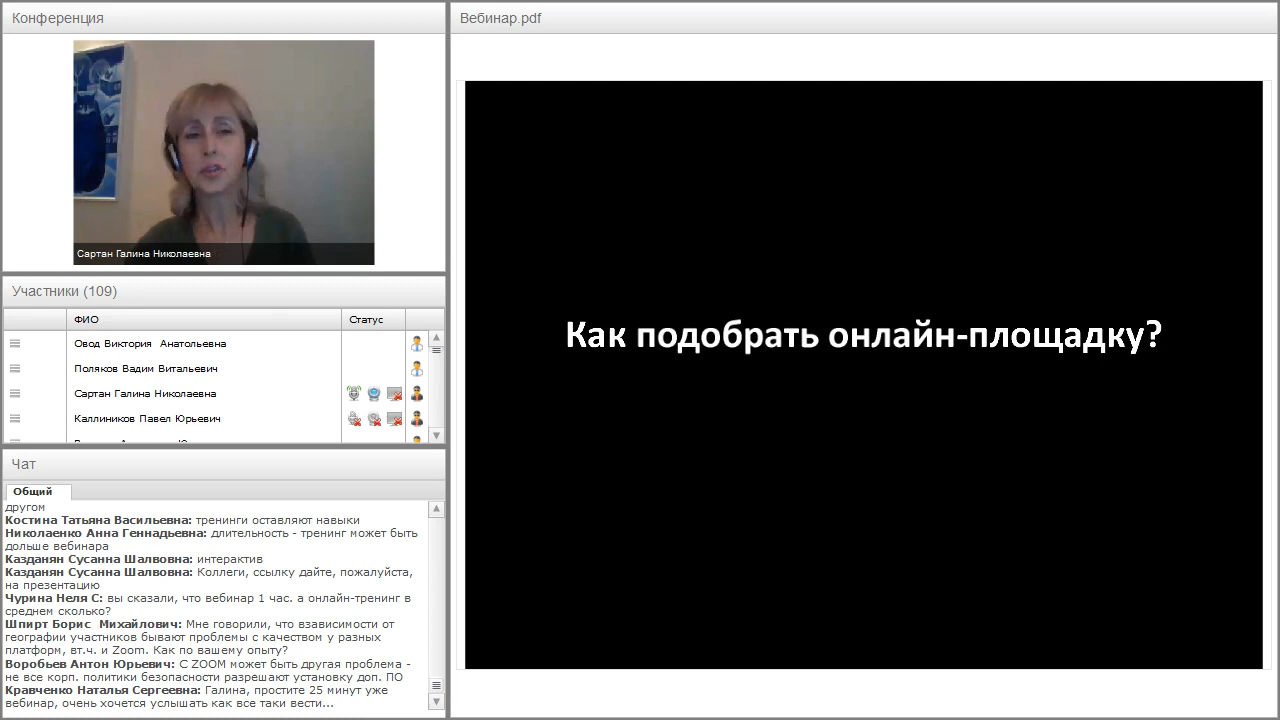 Конференция
Сартан Галина Николаевна
Участники (109)
ФИО Статус
Овод Виктория Анатольевна
Поляков Вадим Витальевич
Сартан Галина Николаевна
Каллиников Павел Юрьевич
Чат
Общий
другом
Костина Татьяна Васильевна: тренинги оставляют навыки
Николаенко Анна Геннадьевна: длительность - тренинг может быть
дольше вебинара
Казданян Сусанна Шалвовна: интерактив
Казданян Сусанна Шалвовна: Коллеги, ссылку дайте, пожалуйста,
на презентацию
Чурина Неля С: вы сказали, что вебинар 1 час. а онлайн-тренинг в
среднем сколько?
Шпирт Борис Михайлович: Мне говорили, что взависимости от
географии участников бывают проблемы с качеством у разных
платформ, вт.ч. и Zoom. Как по вашему опыту?
Воробьев Антон Юрьевич: С ZOOM может быть другая проблема -
не все корп. политики безопасности разрешают установку доп. ПО
Кравченко Наталья Сергеевна: Галина, простите 25 минут уже
вебинар, очень хочется услышать как все таки вести...
Вебинар.pdf
Как подобрать онлайн-площадку?